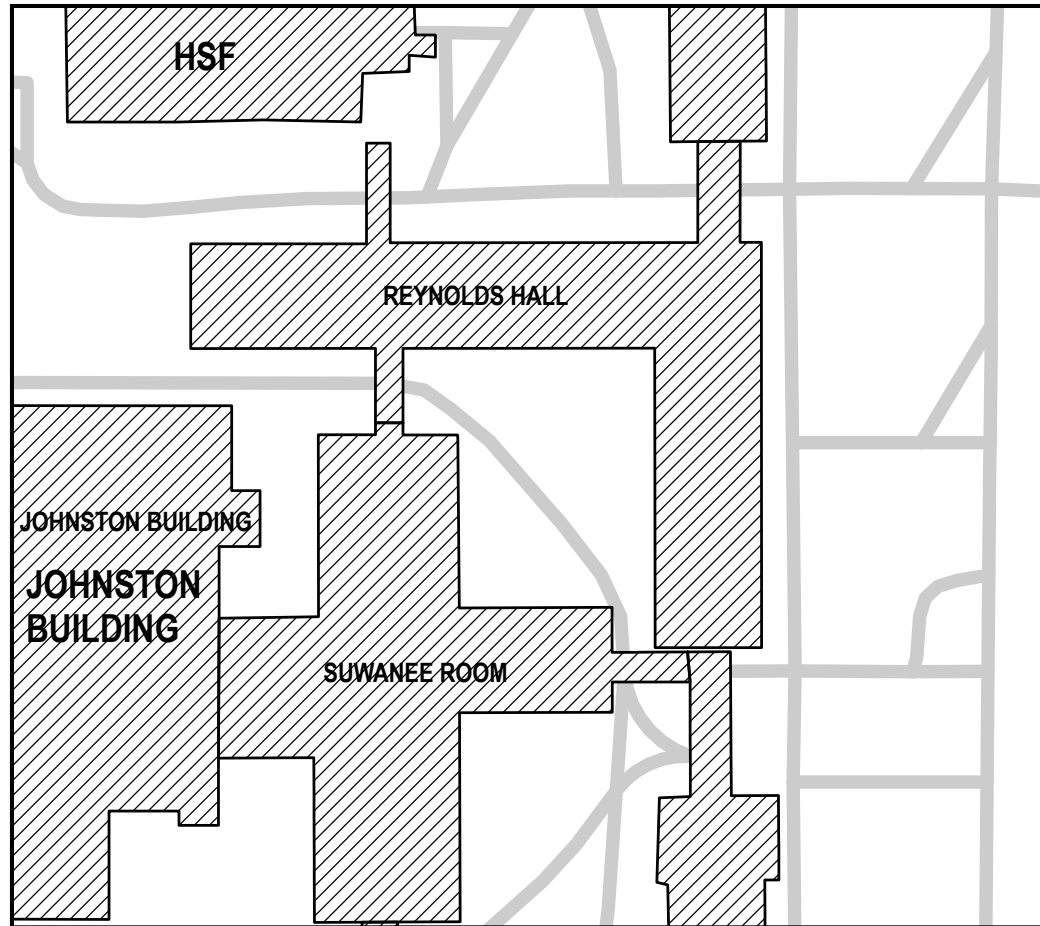 HSF
REYNOLDS HALL
JOHNSTON BUILDING
JOHNSTON
BUILDING
SUWANEE ROOM